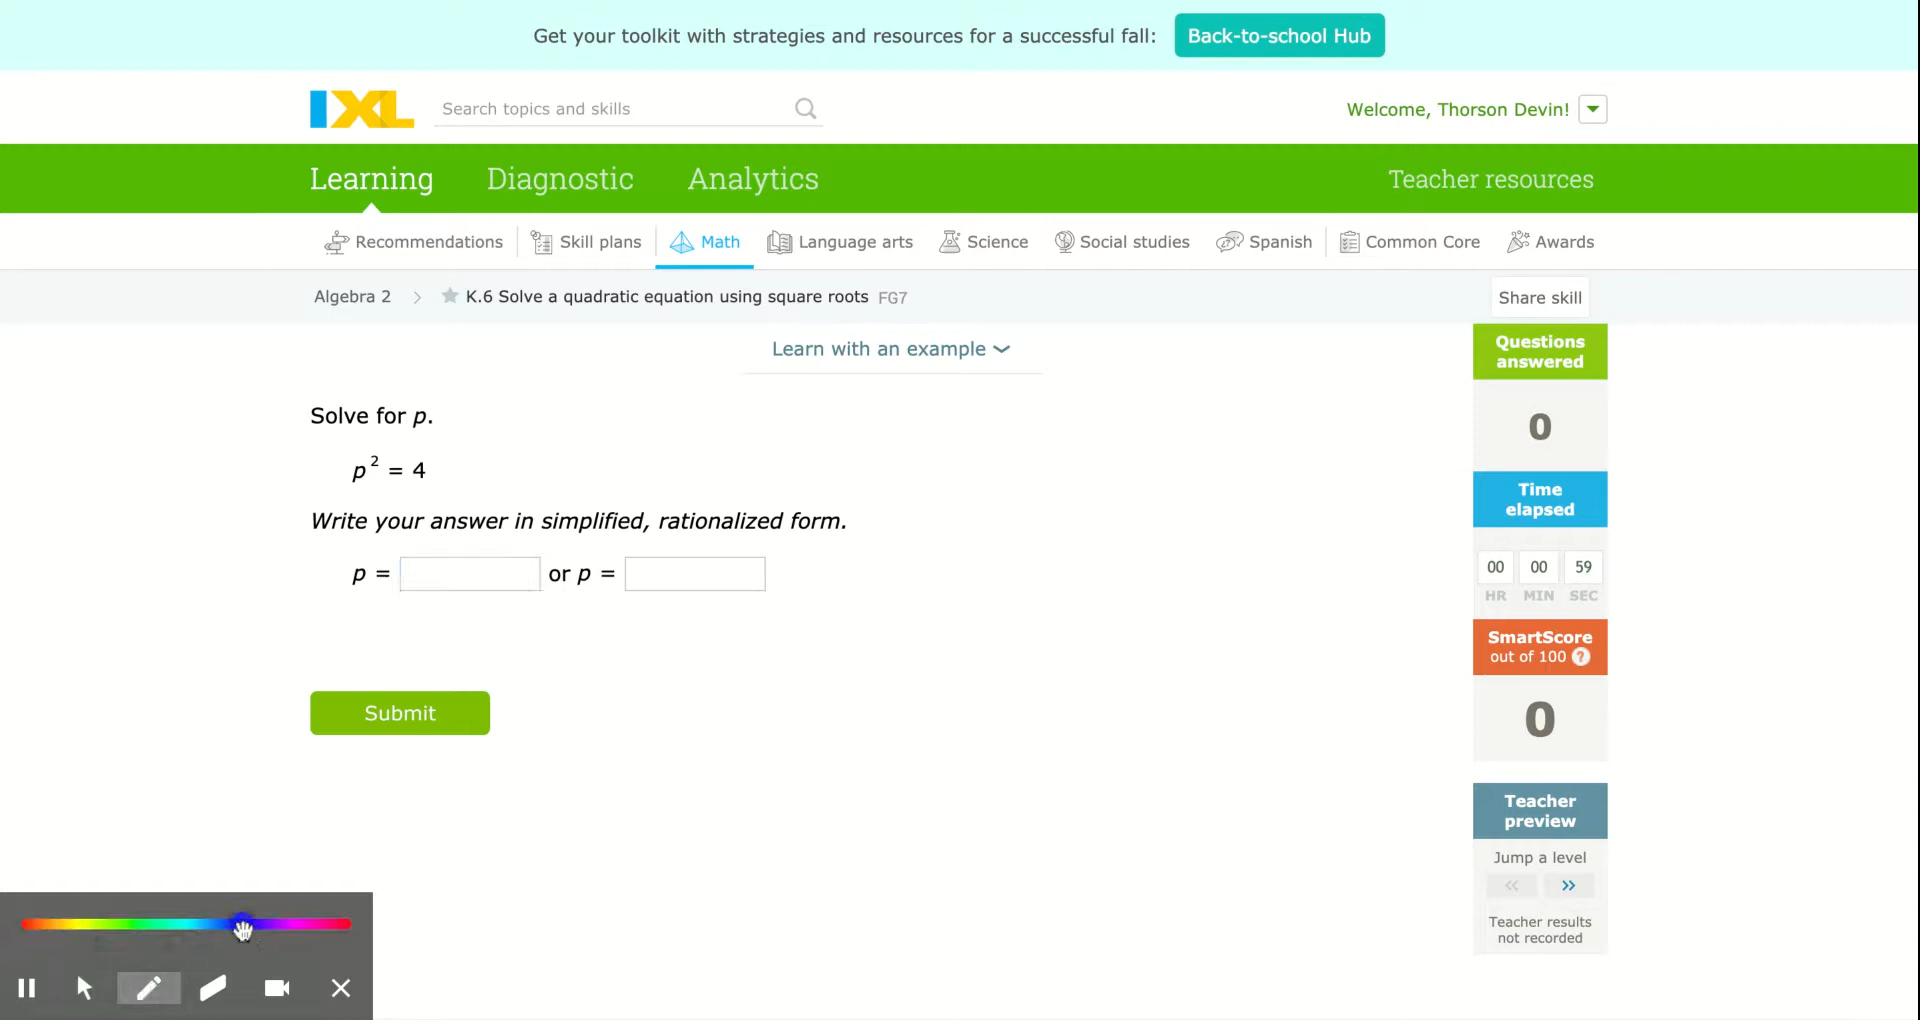 Get your toolkit with strategies and resources for a successful fall: Back-to-school Hub
IXL Search topics and skills Welcome, Thorson Devin!
Learning Diagnostic Analytics Teacher resources
Recommendations Skill plans Math Language arts Science Social studies Spanish Common Core Awards
Algebra 2 > K.6 Solve a quadratic equation using square roots FG7 Share skill
Learn with an example
Solve for p.
p² = 4
Write your answer in simplified, rationalized form.
p = or p =
Submit
Questions
answered
0
Time
elapsed
00 00 59
HR MIN SEC
SmartScore
out of 100 ?
0
Teacher
preview
Jump a level
<< >>
Teacher results
not recorded